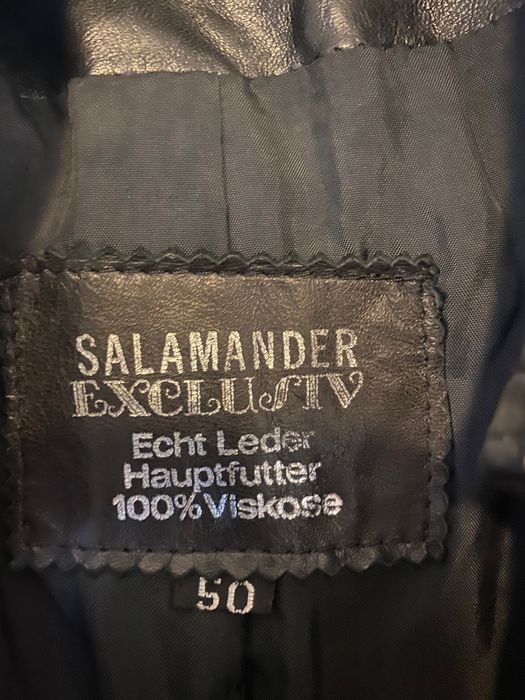 SALAMANDER
EXCLUSIV
Echt Leder
Hauptfutter
100% Viskose
50